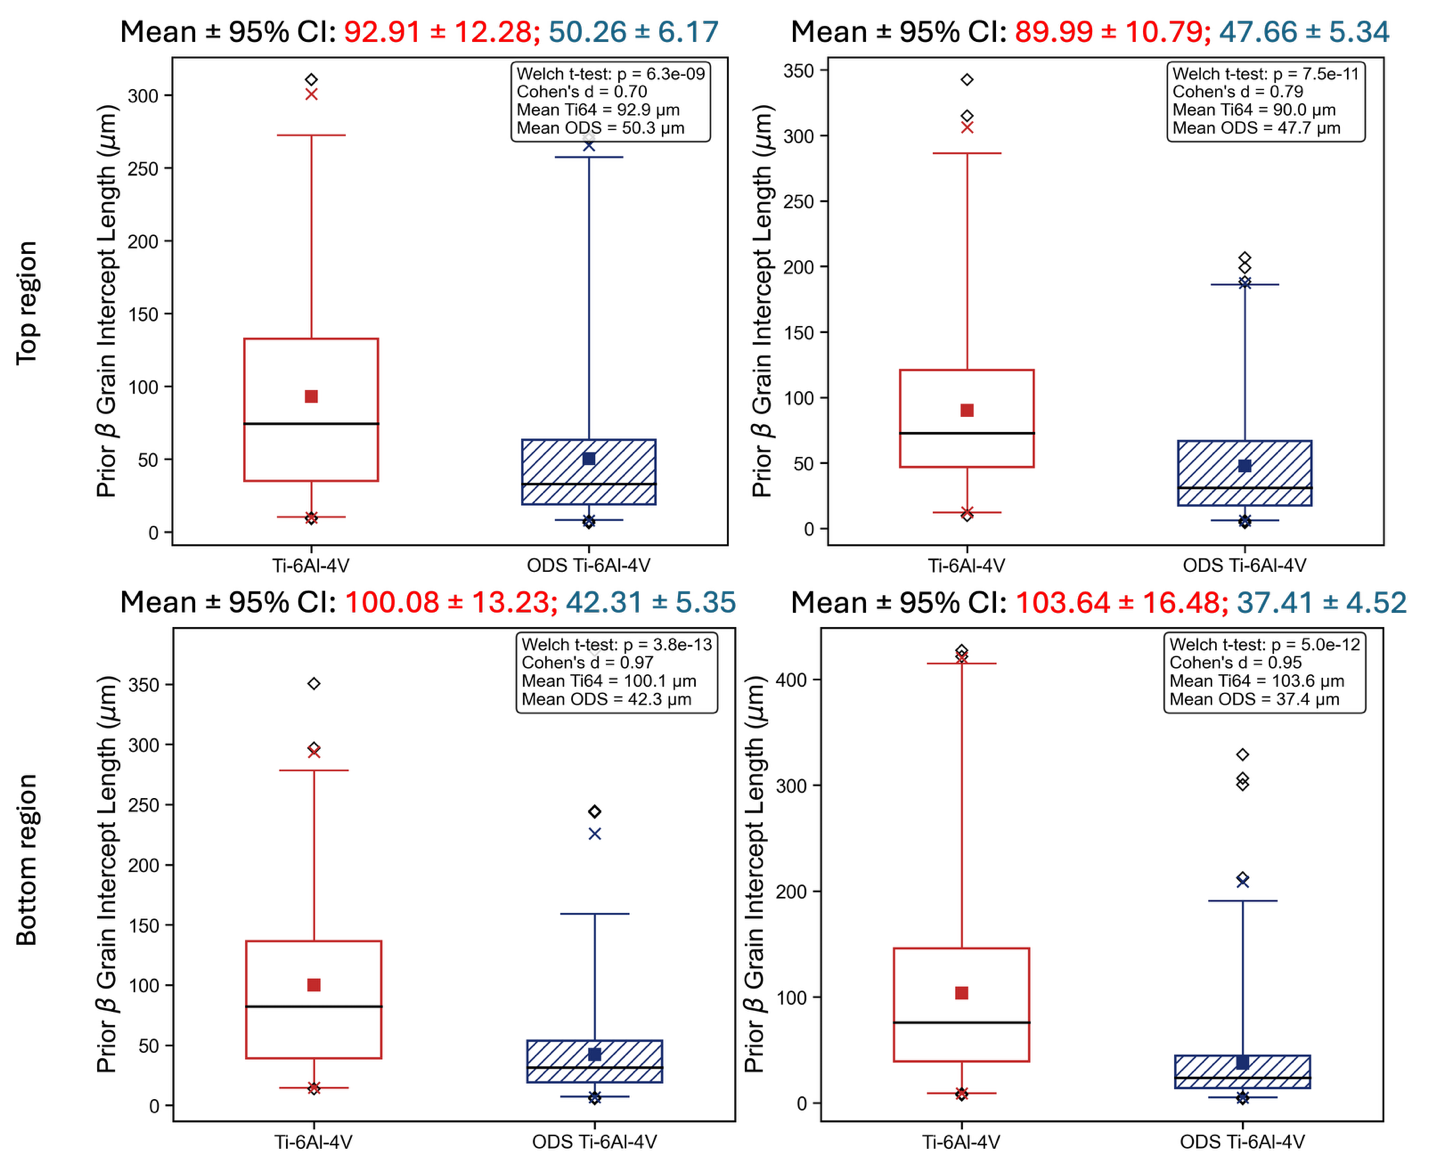 Mean ± 95% CI: 92.91 ± 12.28; 50.26 ± 6.17
Mean ± 95% CI: 89.99 ± 10.79; 47.66 ± 5.34
Top region
Prior β Grain Intercept Length (μm)
300
250
200
150
100
50
0
Welch t-test: p = 6.3e-09
Cohen's d = 0.70
Mean Ti64 = 92.9 μm
Mean ODS = 50.3 μm
Ti-6Al-4V
ODS Ti-6Al-4V
Prior β Grain Intercept Length (μm)
350
300
250
200
150
100
50
0
Welch t-test: p = 7.5e-11
Cohen's d = 0.79
Mean Ti64 = 90.0 μm
Mean ODS = 47.7 μm
Ti-6Al-4V
ODS Ti-6Al-4V
Mean ± 95% CI: 100.08 ± 13.23; 42.31 ± 5.35
Mean ± 95% CI: 103.64 ± 16.48; 37.41 ± 4.52
Bottom region
Prior β Grain Intercept Length (μm)
350
300
250
200
150
100
50
0
Welch t-test: p = 3.8e-13
Cohen's d = 0.97
Mean Ti64 = 100.1 μm
Mean ODS = 42.3 μm
Ti-6Al-4V
ODS Ti-6Al-4V
Prior β Grain Intercept Length (μm)
400
300
200
100
0
Welch t-test: p = 5.0e-12
Cohen's d = 0.95
Mean Ti64 = 103.6 μm
Mean ODS = 37.4 μm
Ti-6Al-4V
ODS Ti-6Al-4V